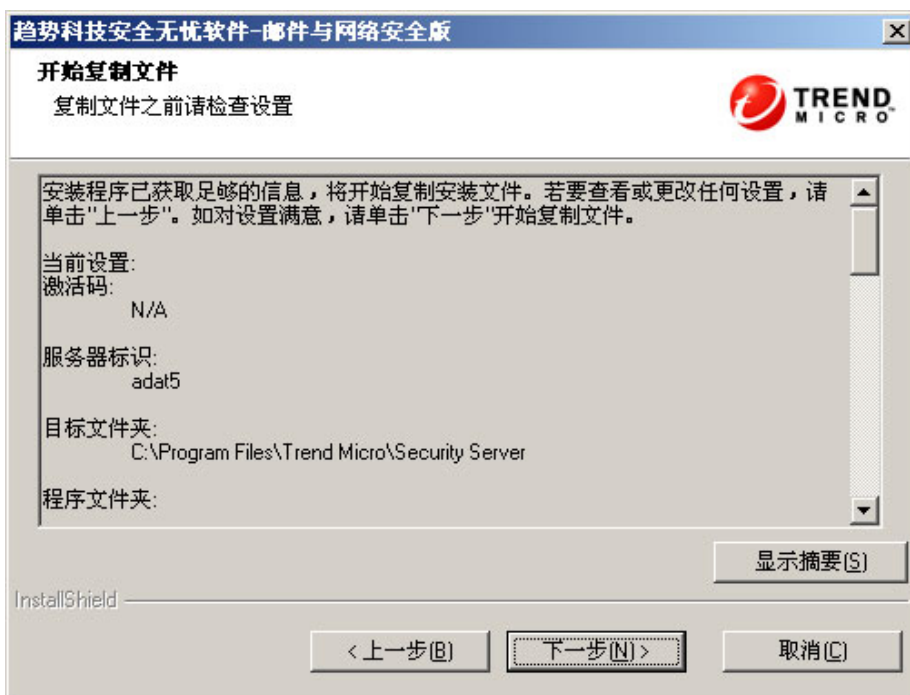 趋势科技安全无忧软件-邮件与网络安全版
开始复制文件
复制文件之前请检查设置
TREND
MICRO
安装程序已获取足够的信息，将开始复制安装文件。若要查看或更改任何设置，请
单击"上一步"。如对设置满意，请单击"下一步"开始复制文件。
当前设置:
激活码:
N/A
服务器标识:
adat5
目标文件夹:
C:\Program Files\Trend Micro\Security Server
程序文件夹:
显示摘要(S)
InstallShield
<上一步(B)
下一步(N)>
取消(C)